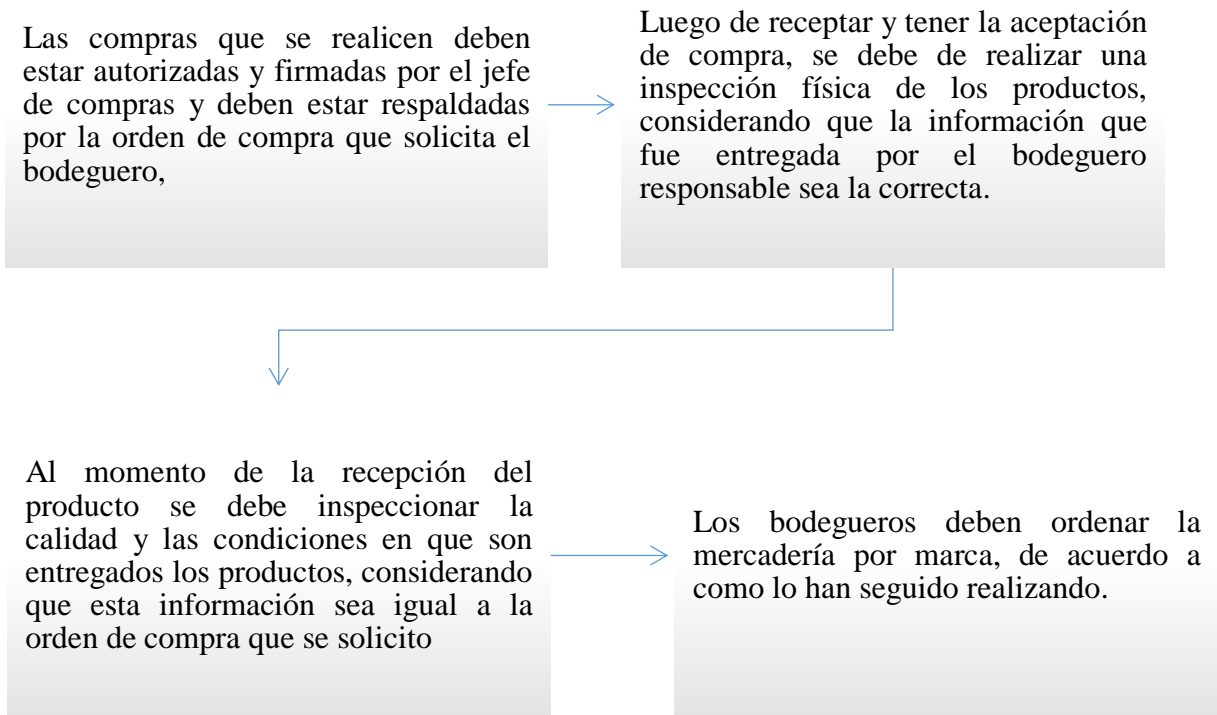 Las compras que se realicen deben
estar autorizadas y firmadas por el jefe
de compras y deben estar respaldadas
por la orden de compra que solicita el
bodeguero,
Luego de receptar y tener la aceptación
de compra, se debe de realizar una
inspección física de los productos,
considerando que la información que
fue entregada por el bodeguero
responsable sea la correcta.
Al momento de la recepción del
producto se debe inspeccionar la
calidad y las condiciones en que son
entregados los productos, considerando
que esta información sea igual a la
orden de compra que se solicito
Los bodegueros deben ordenar la
mercadería por marca, de acuerdo a
como lo han seguido realizando.